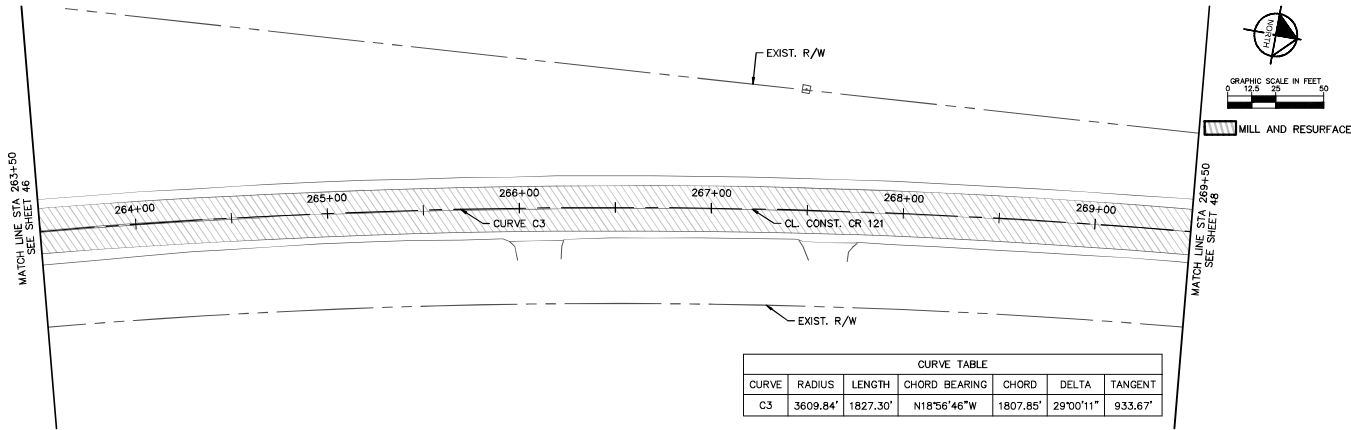 EXIST. R/W
NORTH
GRAPHIC SCALE IN FEET
0 12.5 25 50
MILL AND RESURFACE
MATCH LINE STA 263+50
SEE SHEET 46
264+00
265+00
266+00
267+00
268+00
269+00
CURVE C3
CL. CONST. CR 121
MATCH LINE STA 269+50
SEE SHEET 48
EXIST. R/W
CURVE TABLE
CURVE RADIUS LENGTH CHORD BEARING CHORD DELTA TANGENT
C3 3609.84' 1827.30' N18°56'46"W 1807.85' 29°00'11" 933.67'